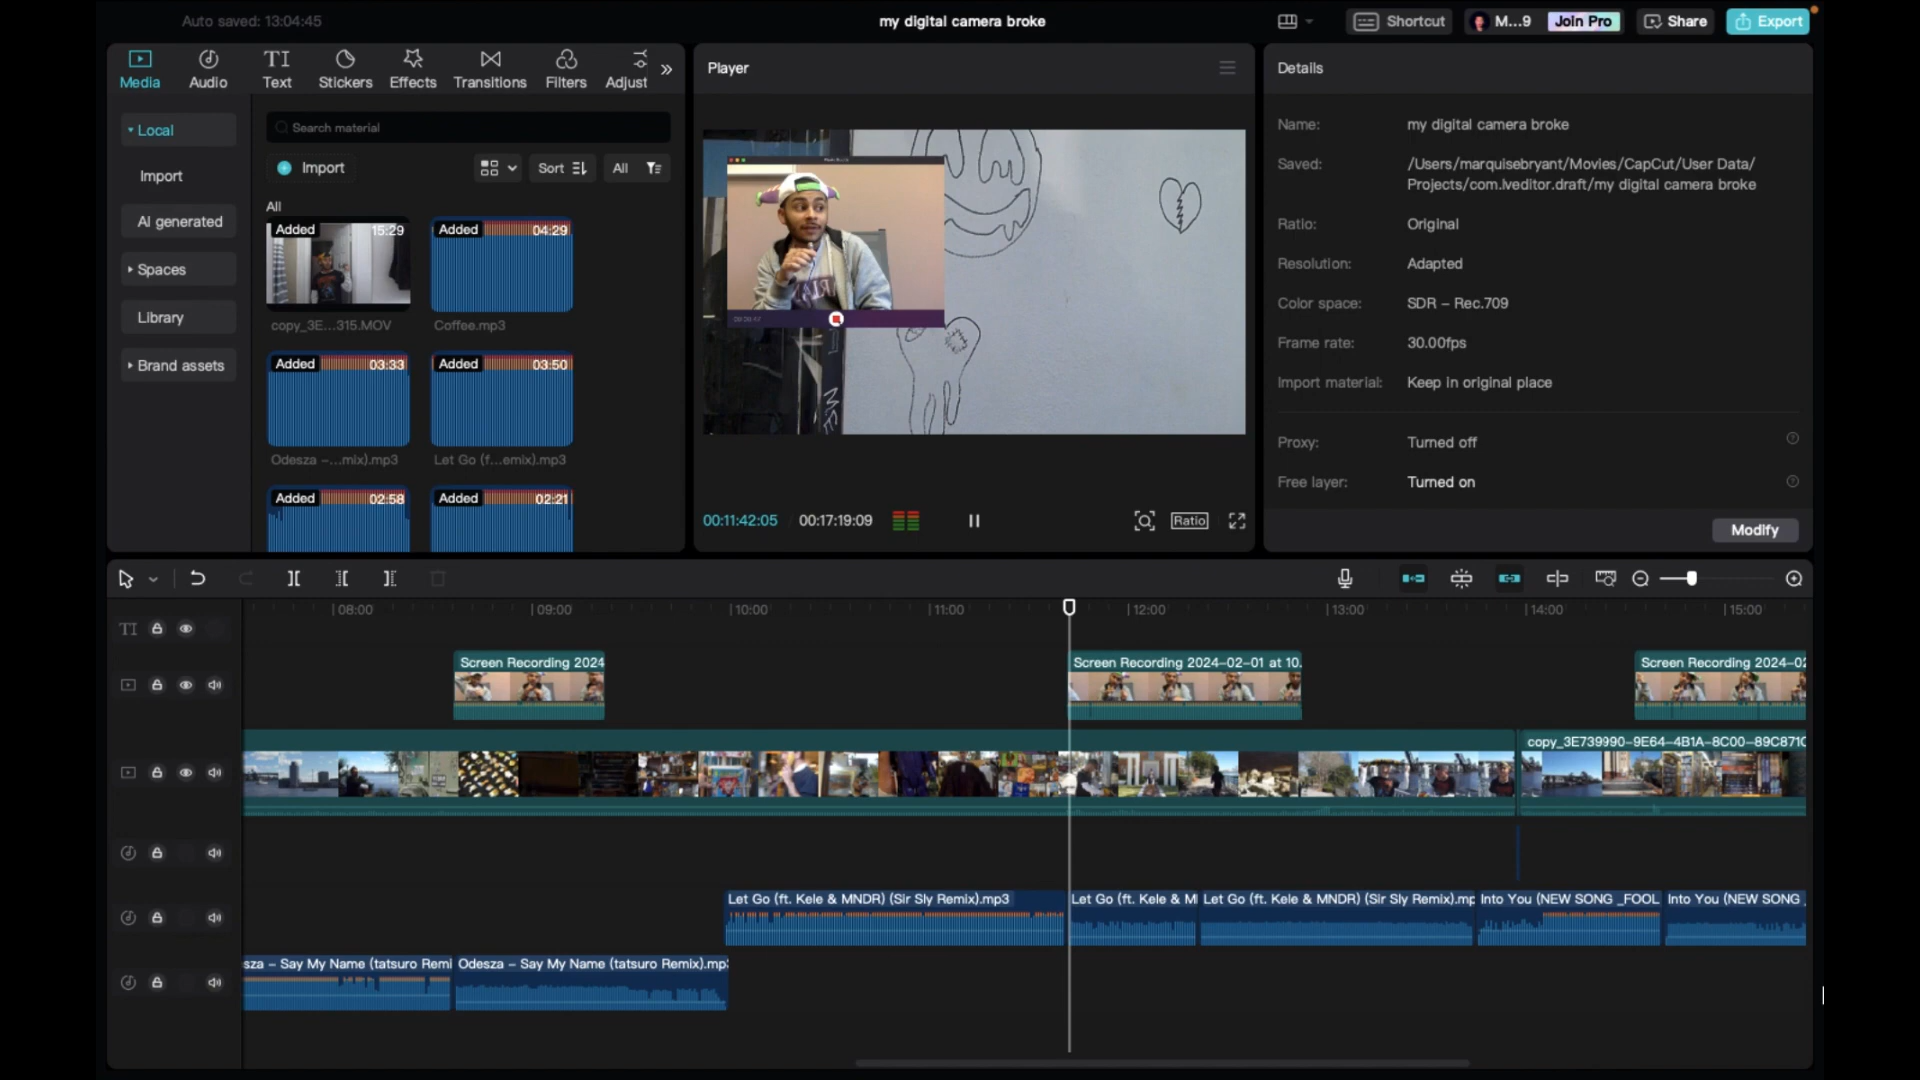 Auto saved: 13:04:45
my digital camera broke
Shortcut
M...9
Join Pro
Share
Export
Media
Audio
Text
Stickers
Effects
Transitions
Filters
Adjust
Local
Import
AI generated
Spaces
Library
Brand assets
Search material
Import
Sort
All
All
Added
15:29
copy_3E...315.MOV
Added
04:29
Coffee.mp3
Added
03:33
Odesza –...mix).mp3
Added
03:50
Let Go (f...emix).mp3
Added
02:58
Added
02:21
Player
00:11:42:05
00:17:19:09
Ratio
Details
Name: my digital camera broke
Saved: /Users/marquisebryant/Movies/CapCut/User Data/
Projects/com.lveditor.draft/my digital camera broke
Ratio: Original
Resolution: Adapted
Color space: SDR – Rec.709
Frame rate: 30.00fps
Import material: Keep in original place
Proxy: Turned off
Free layer: Turned on
Modify
08:00
09:00
10:00
11:00
12:00
13:00
14:00
15:00
TI
Screen Recording 2024
Screen Recording 2024-02-01 at 10.
Screen Recording 2024-02
copy_3E739990-9E64-4B1A-8C00-89C871C
Let Go (ft. Kele & MNDR) (Sir Sly Remix).mp3
Let Go (ft. Kele & M
Let Go (ft. Kele & MNDR) (Sir Sly Remix).mp
Into You (NEW SONG _FOOL
Into You (NEW SONG
sza – Say My Name (tatsuro Remi
Odesza – Say My Name (tatsuro Remix).mp3